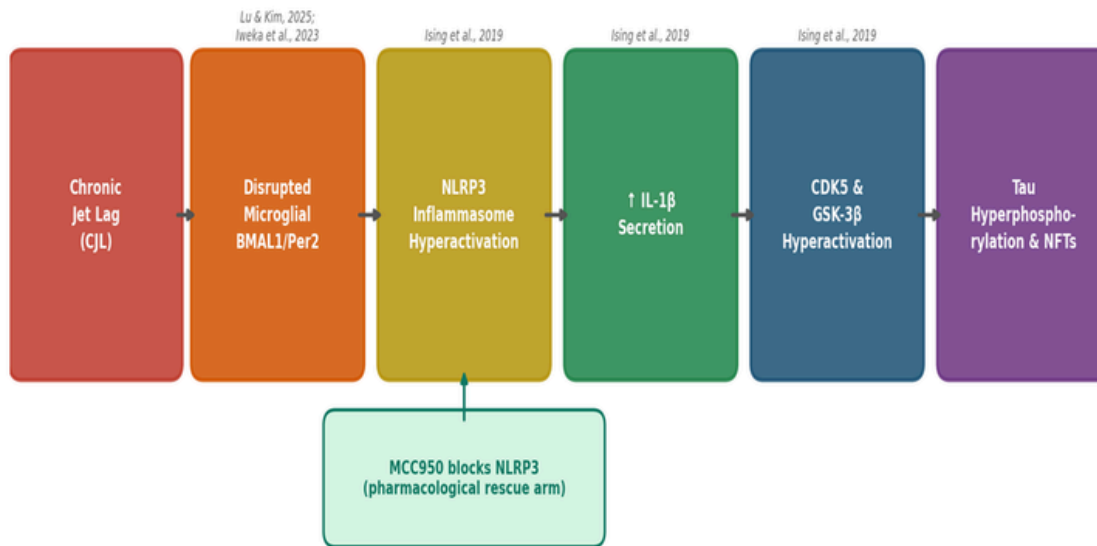 Lu & Kim, 2025;
Iweka et al., 2023
Ising et al., 2019
Ising et al., 2019
Ising et al., 2019
Chronic
Jet Lag
(CJL)
Disrupted
Microglial
BMAL1/Per2
NLRP3
Inflammasome
Hyperactivation
↑ IL-1β
Secretion
CDK5 &
GSK-3β
Hyperactivation
Tau
Hyperphospho-
rylation & NFTs
MCC950 blocks NLRP3
(pharmacological rescue arm)